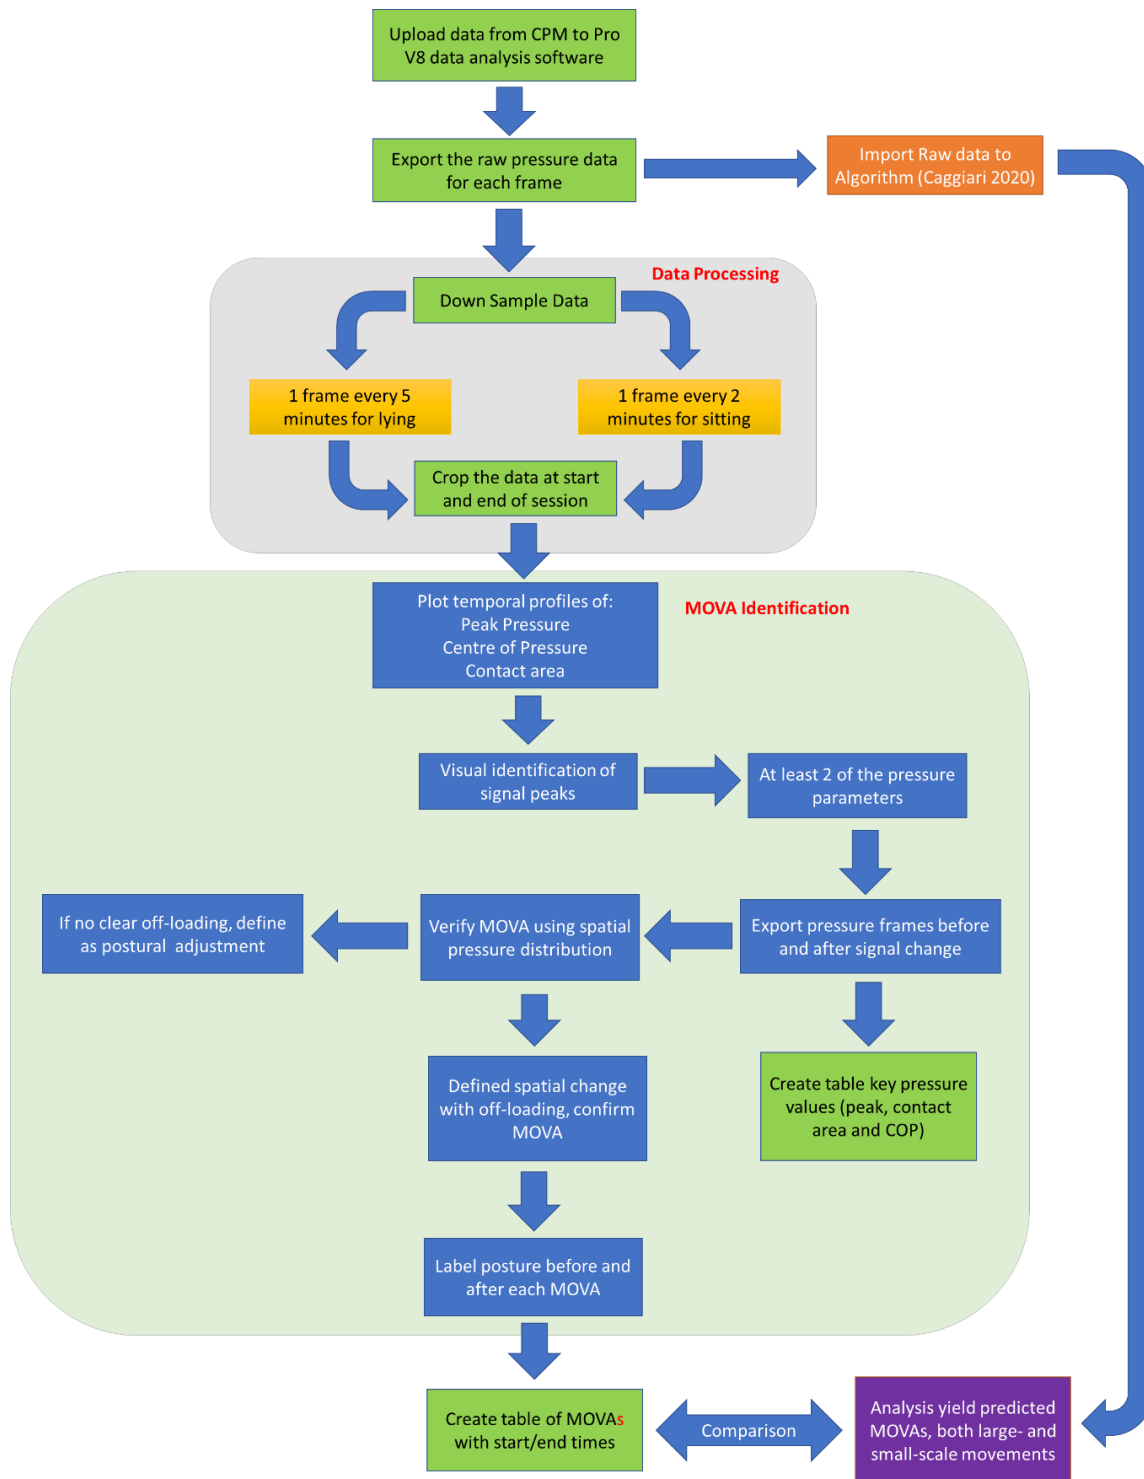 Upload data from CPM to Pro
V8 data analysis software
Export the raw pressure data
for each frame
Import Raw data to
Algorithm (Caggiari 2020)
Data Processing
Down Sample Data
1 frame every 5
minutes for lying
1 frame every 2
minutes for sitting
Crop the data at start
and end of session
MOVA Identification
Plot temporal profiles of:
Peak Pressure
Centre of Pressure
Contact area
Visual identification of
signal peaks
At least 2 of the pressure
parameters
If no clear off-loading, define
as postural adjustment
Verify MOVA using spatial
pressure distribution
Export pressure frames before
and after signal change
Defined spatial change
with off-loading, confirm
MOVA
Create table key pressure
values (peak, contact
area and COP)
Label posture before and
after each MOVA
Create table of MOVAs
with start/end times
Comparison
Analysis yield predicted
MOVAs, both large- and
small-scale movements